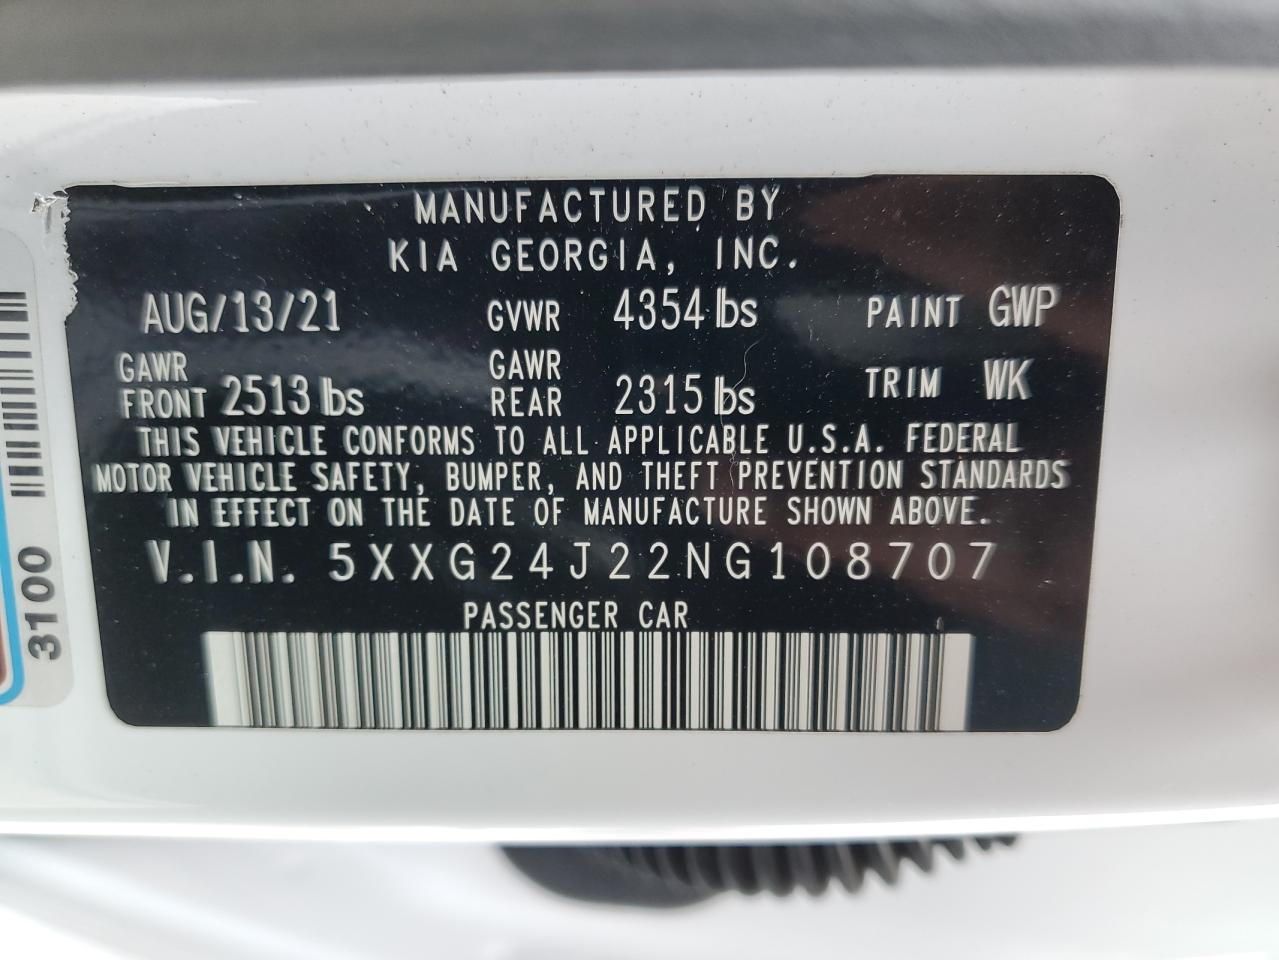 MANUFACTURED BY
KIA GEORGIA, INC.
AUG/13/21 GVWR 4354 lbs PAINT GWP
GAWR FRONT 2513 lbs GAWR REAR 2315 lbs TRIM WK
THIS VEHICLE CONFORMS TO ALL APPLICABLE U.S.A. FEDERAL
MOTOR VEHICLE SAFETY, BUMPER, AND THEFT PREVENTION STANDARDS
IN EFFECT ON THE DATE OF MANUFACTURE SHOWN ABOVE.
V.I.N. 5XXG24J22NG108707
PASSENGER CAR
3100